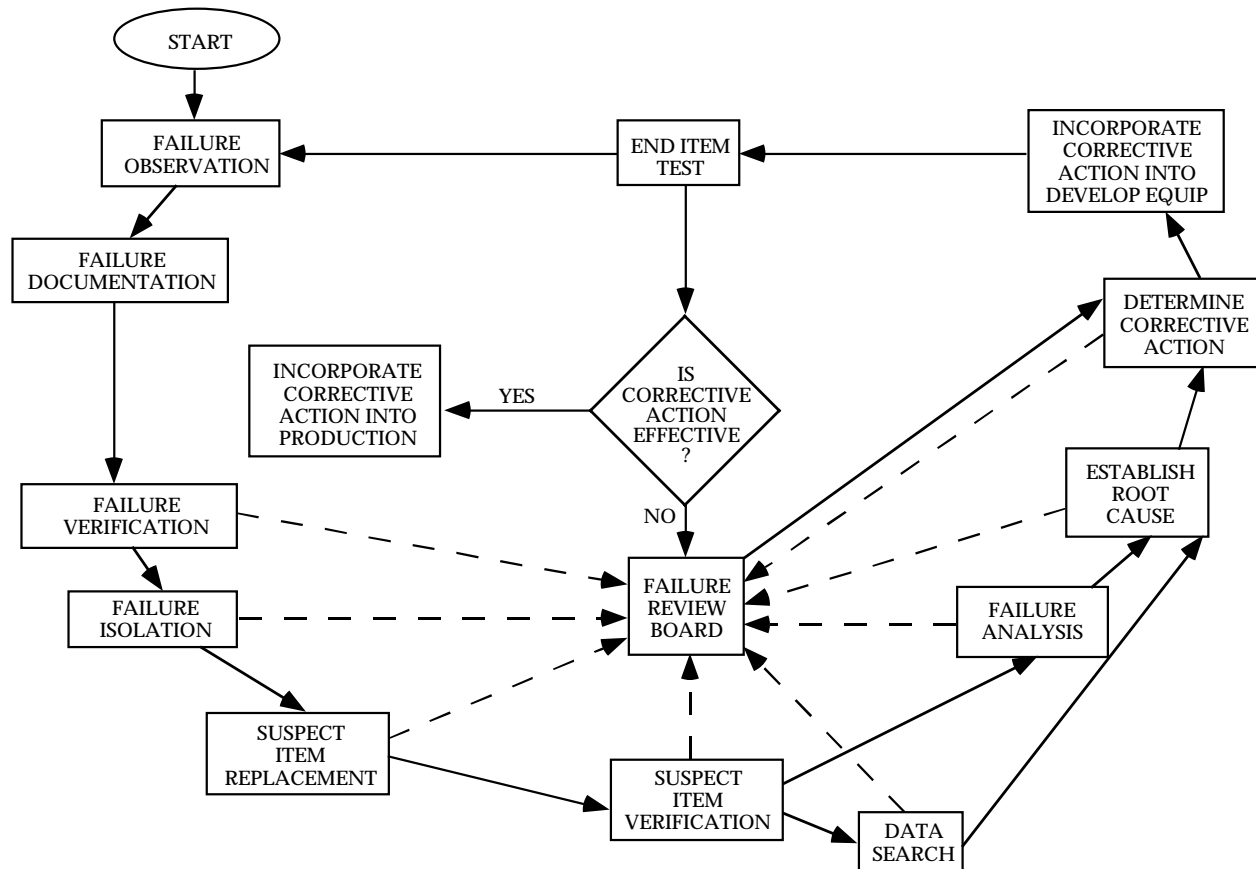 START
FAILURE
OBSERVATION
END ITEM
TEST
INCORPORATE
CORRECTIVE
ACTION INTO
DEVELOP EQUIP
FAILURE
DOCUMENTATION
DETERMINE
CORRECTIVE
ACTION
INCORPORATE
CORRECTIVE
ACTION INTO
PRODUCTION
YES
IS
CORRECTIVE
ACTION
EFFECTIVE
?
NO
ESTABLISH
ROOT
CAUSE
FAILURE
VERIFICATION
FAILURE
ISOLATION
FAILURE
REVIEW
BOARD
FAILURE
ANALYSIS
SUSPECT
ITEM
REPLACEMENT
SUSPECT
ITEM
VERIFICATION
DATA
SEARCH